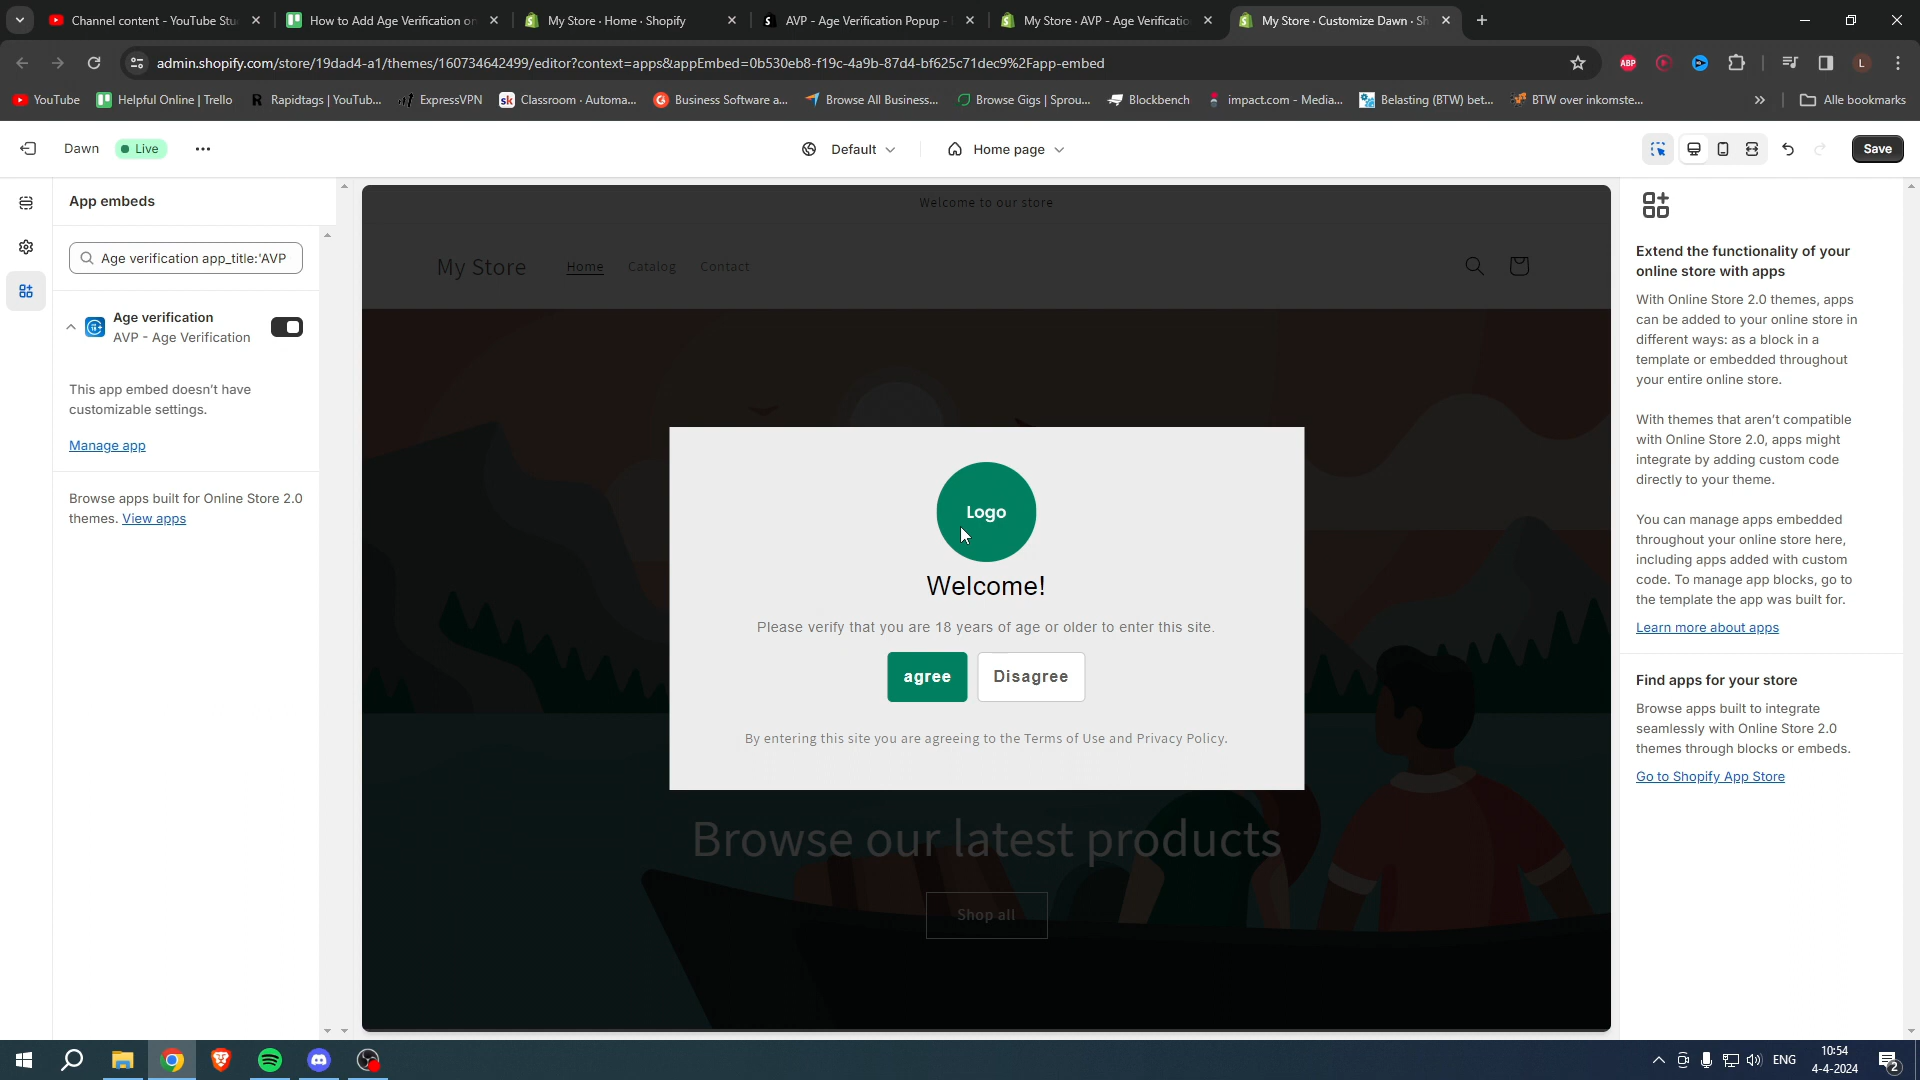 Channel content - YouTube Stu
How to Add Age Verification on
My Store · Home · Shopify
AVP - Age Verification Popup -
My Store · AVP - Age Verificatio
My Store · Customize Dawn · Sh
admin.shopify.com/store/19dad4-a1/themes/160734642499/editor?context=apps&appEmbed=0b530eb8-f19c-4a9b-87d4-bf625c71dec9%2Fapp-embed
ABP
L
YouTube
Helpful Online | Trello
Rapidtags | YouTub...
ExpressVPN
Classroom · Automa...
Business Software a...
Browse All Business...
Browse Gigs | Sprou...
Blockbench
impact.com - Media...
Belasting (BTW) bet...
BTW over inkomste...
Alle bookmarks
Dawn
Live
Default
Home page
Save
App embeds
Age verification app_title:'AVP
Age verification
AVP - Age Verification
This app embed doesn't have
customizable settings.
Manage app
Browse apps built for Online Store 2.0
themes. View apps
Welcome to our store
My Store
Home
Catalog
Contact
Logo
Welcome!
Please verify that you are 18 years of age or older to enter this site.
agree
Disagree
By entering this site you are agreeing to the Terms of Use and Privacy Policy.
Browse our latest products
Shop all
Extend the functionality of your
online store with apps
With Online Store 2.0 themes, apps
can be added to your online store in
different ways: as a block in a
template or embedded throughout
your entire online store.
With themes that aren't compatible
with Online Store 2.0, apps might
integrate by adding custom code
directly to your theme.
You can manage apps embedded
throughout your online store here,
including apps added with custom
code. To manage app blocks, go to
the template the app was built for.
Learn more about apps
Find apps for your store
Browse apps built to integrate
seamlessly with Online Store 2.0
themes through blocks or embeds.
Go to Shopify App Store
ENG
10:54
4-4-2024
2